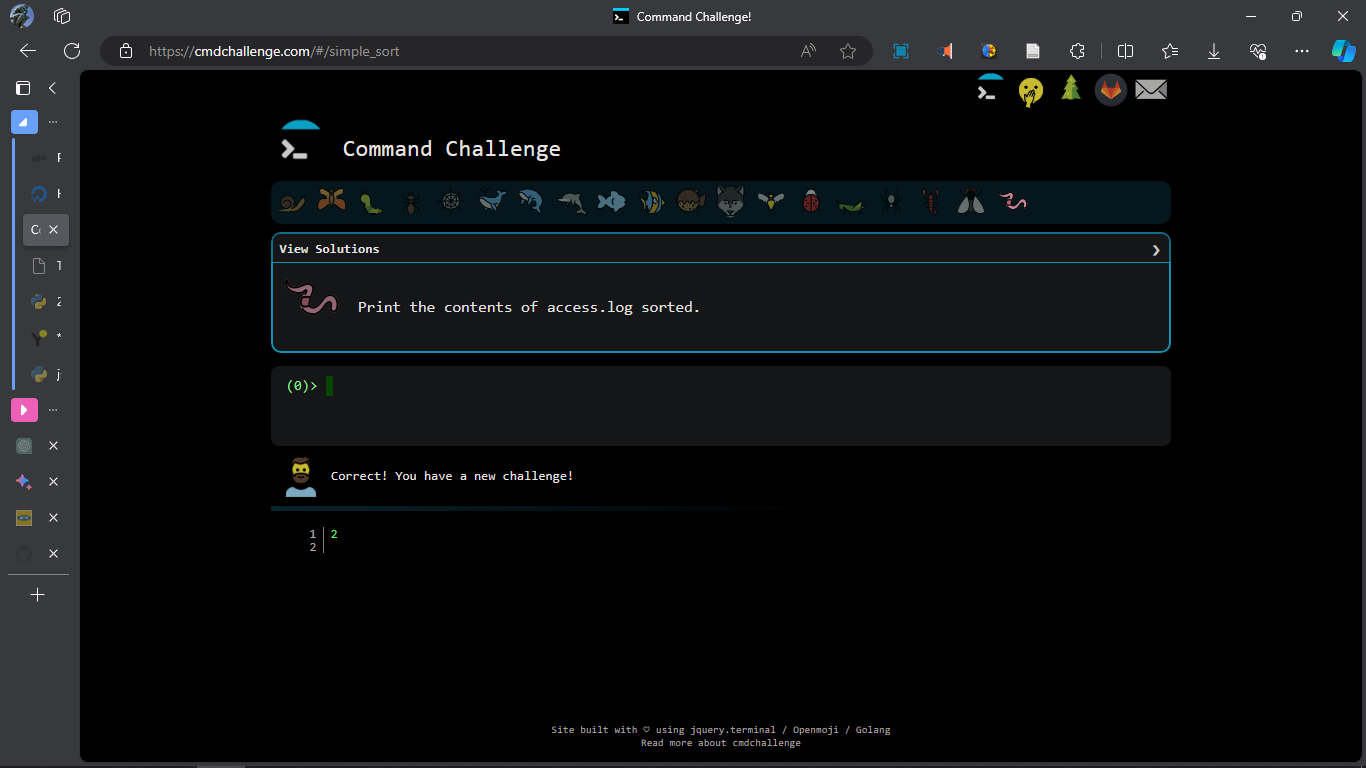 Command Challenge!
https://cmdchallenge.com/#/simple_sort
Command Challenge
View Solutions
Print the contents of access.log sorted.
(0)>
Correct! You have a new challenge!
1 2
2
Site built with ♡ using jquery.terminal / Openmoji / Golang
Read more about cmdchallenge